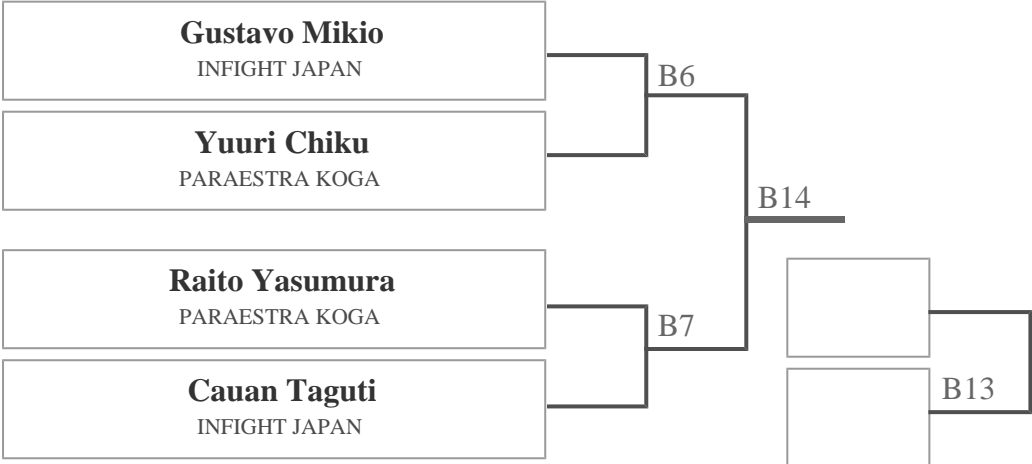 Gustavo Mikio
INFIGHT JAPAN
B6
Yuuri Chiku
PARAESTRA KOGA
B14
Raito Yasumura
PARAESTRA KOGA
B7
Cauan Taguti
INFIGHT JAPAN
B13